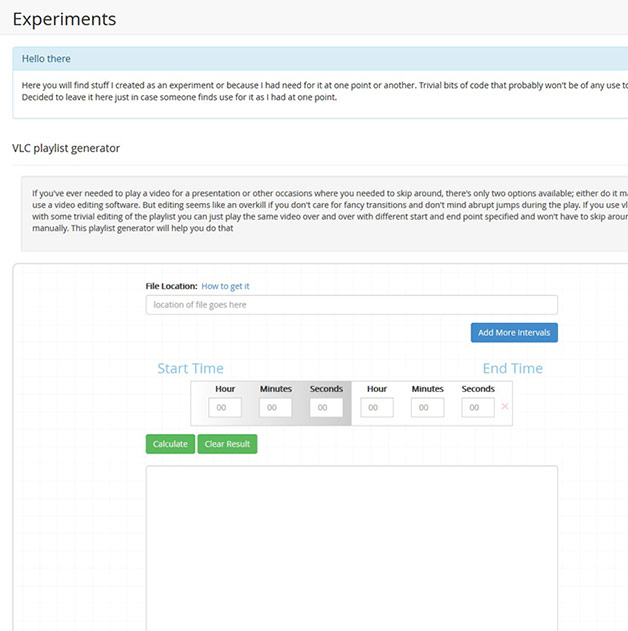 Experiments
Hello there
Here you will find stuff I created as an experiment or because I had need for it at one point or another. Trivial bits of code that probably won't be of any use to
Decided to leave it here just in case someone finds use for it as I had at one point.
VLC playlist generator
If you've ever needed to play a video for a presentation or other occasions where you needed to skip around, there's only two options available; either do it ma
use a video editing software. But editing seems like an overkill if you don't care for fancy transitions and don't mind abrupt jumps during the play. If you use vl
with some trivial editing of the playlist you can just play the same video over and over with different start and end point specified and won't have to skip aroun
manually. This playlist generator will help you do that
File Location: How to get it
location of file goes here
Add More Intervals
Start Time End Time
Hour Minutes Seconds Hour Minutes Seconds
00 00 00 00 00 00 ×
Calculate Clear Result